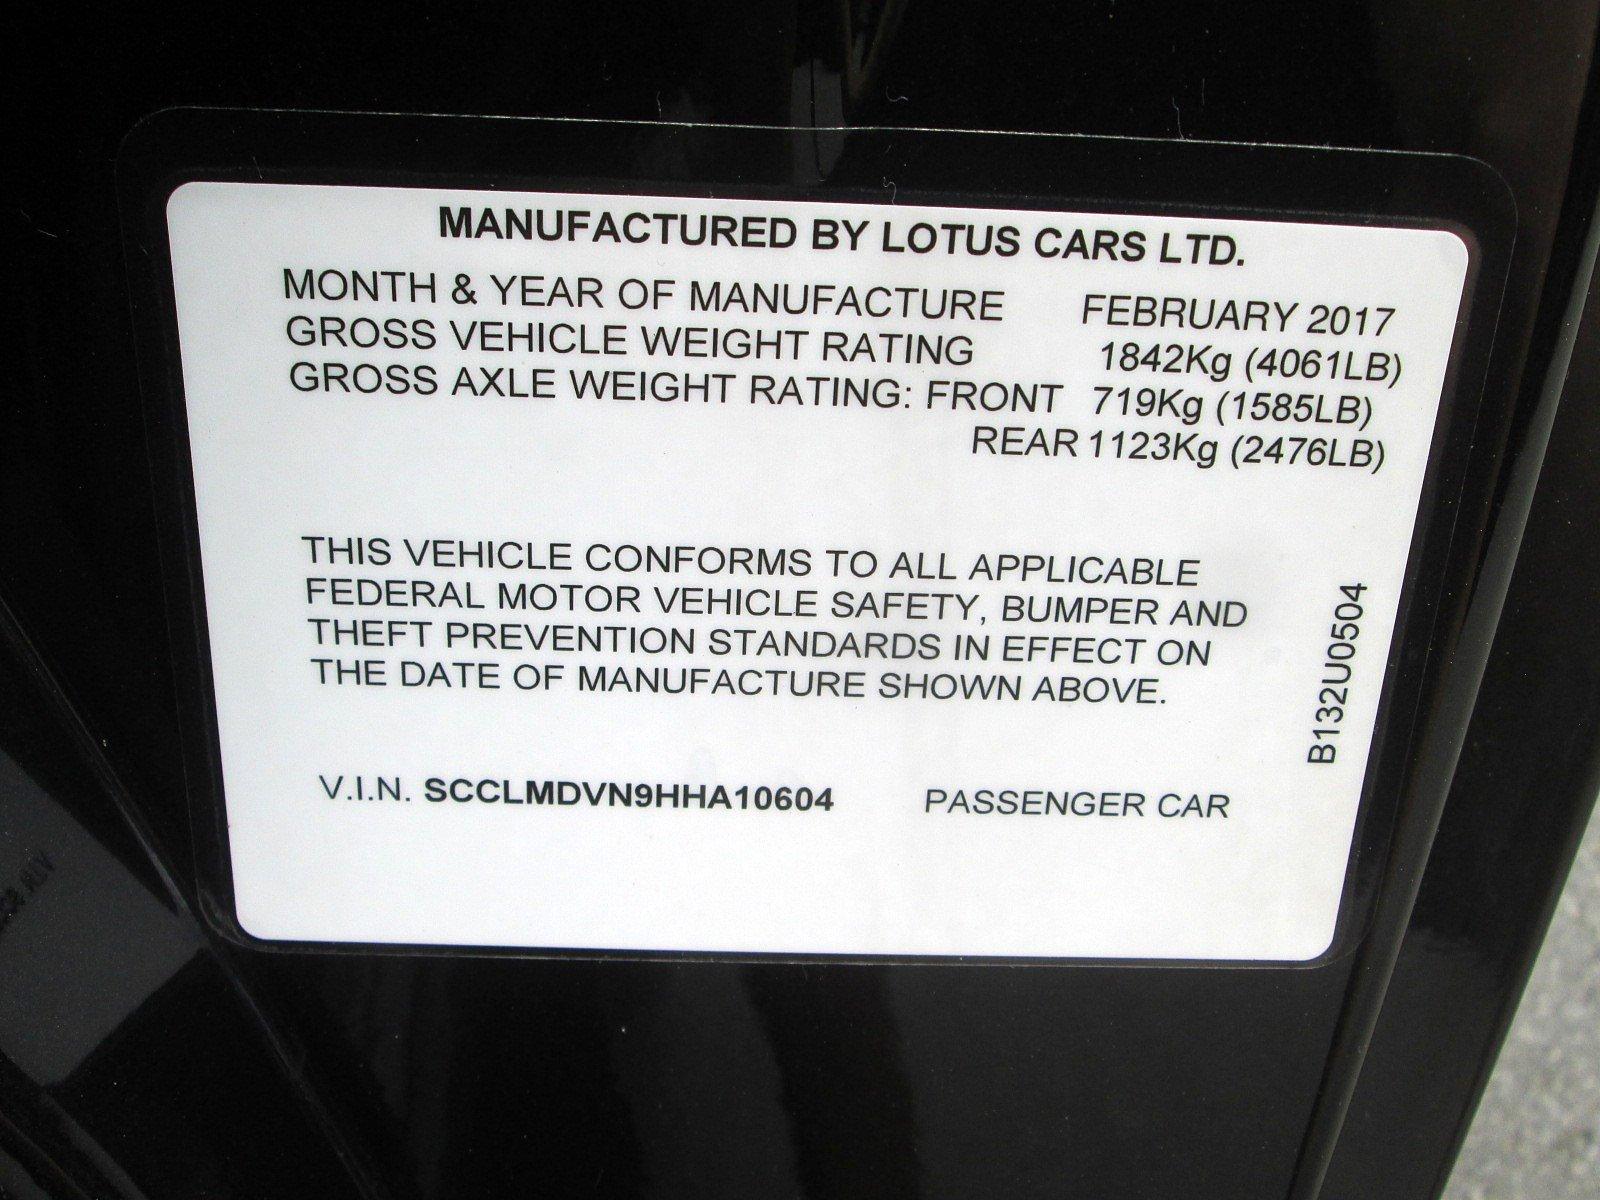 MANUFACTURED BY LOTUS CARS LTD.
MONTH & YEAR OF MANUFACTURE FEBRUARY 2017
GROSS VEHICLE WEIGHT RATING 1842Kg (4061LB)
GROSS AXLE WEIGHT RATING: FRONT 719Kg (1585LB)
REAR 1123Kg (2476LB)
THIS VEHICLE CONFORMS TO ALL APPLICABLE
FEDERAL MOTOR VEHICLE SAFETY, BUMPER AND
THEFT PREVENTION STANDARDS IN EFFECT ON
THE DATE OF MANUFACTURE SHOWN ABOVE.
B132U0504
V.I.N. SCCLMDVN9HHA10604 PASSENGER CAR